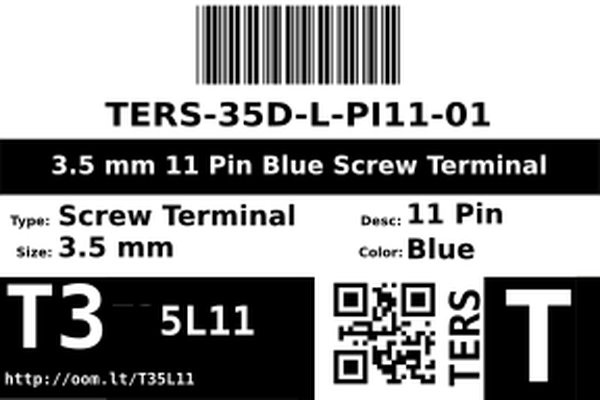 TERS-35D-L-PI11-01
3.5 mm 11 Pin Blue Screw Terminal
Type: Screw Terminal Desc: 11 Pin
Size: 3.5 mm Color: Blue
T3 5L11 TERS T
http://oom.lt/T35L11